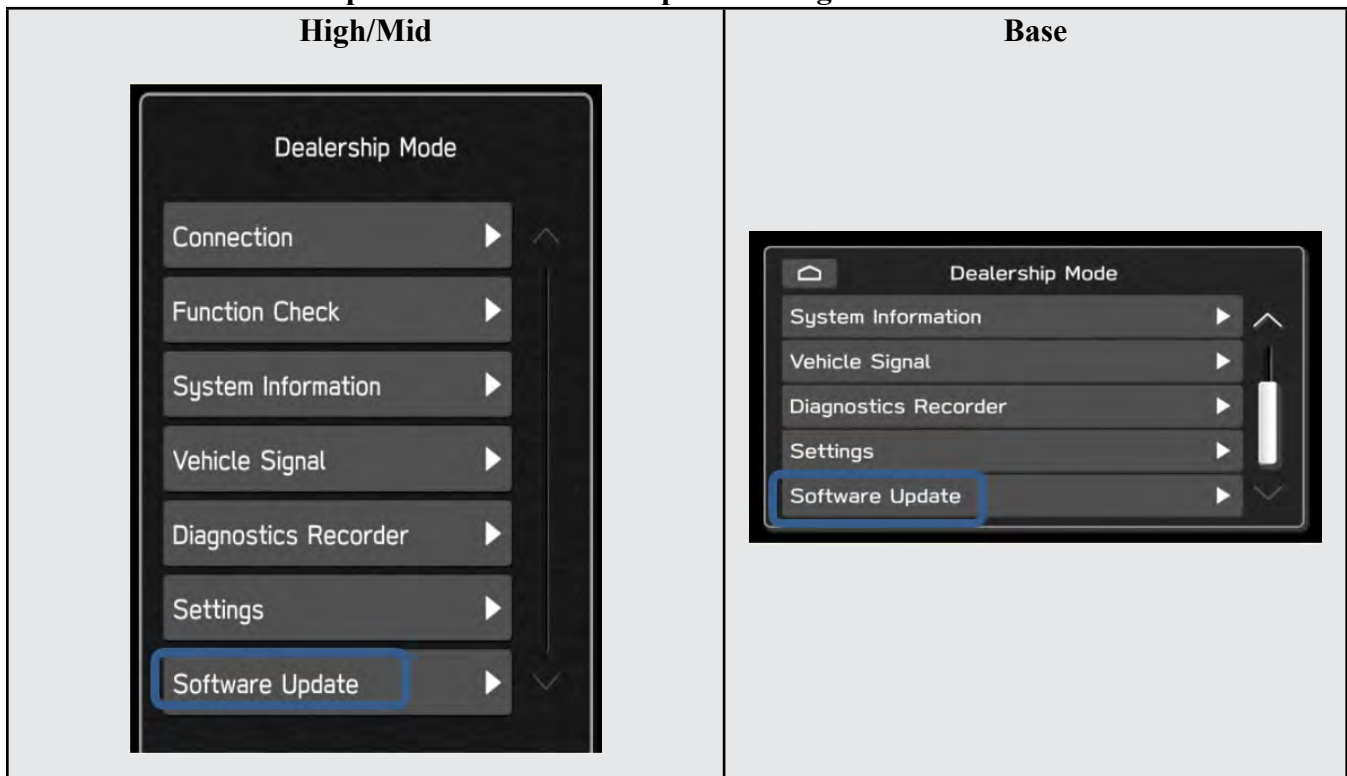 High/Mid
Base
Dealership Mode
Connection
Function Check
System Information
Vehicle Signal
Diagnostics Recorder
Settings
Software Update
Dealership Mode
System Information
Vehicle Signal
Diagnostics Recorder
Settings
Software Update